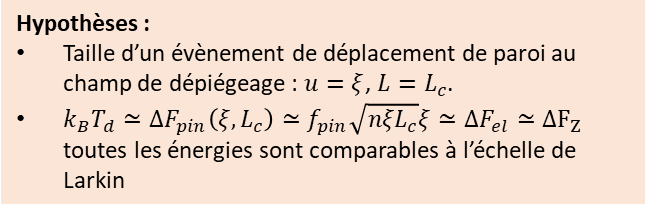 Hypothèses :
• Taille d’un évènement de déplacement de paroi au
champ de dépiégeage : u = ξ, L = L_c.
• k_B T_d ≃ ΔF_pin (ξ, L_c) ≃ f_pin √(nξL_c) ξ ≃ ΔF_el ≃ ΔF_Z
toutes les énergies sont comparables à l’échelle de
Larkin